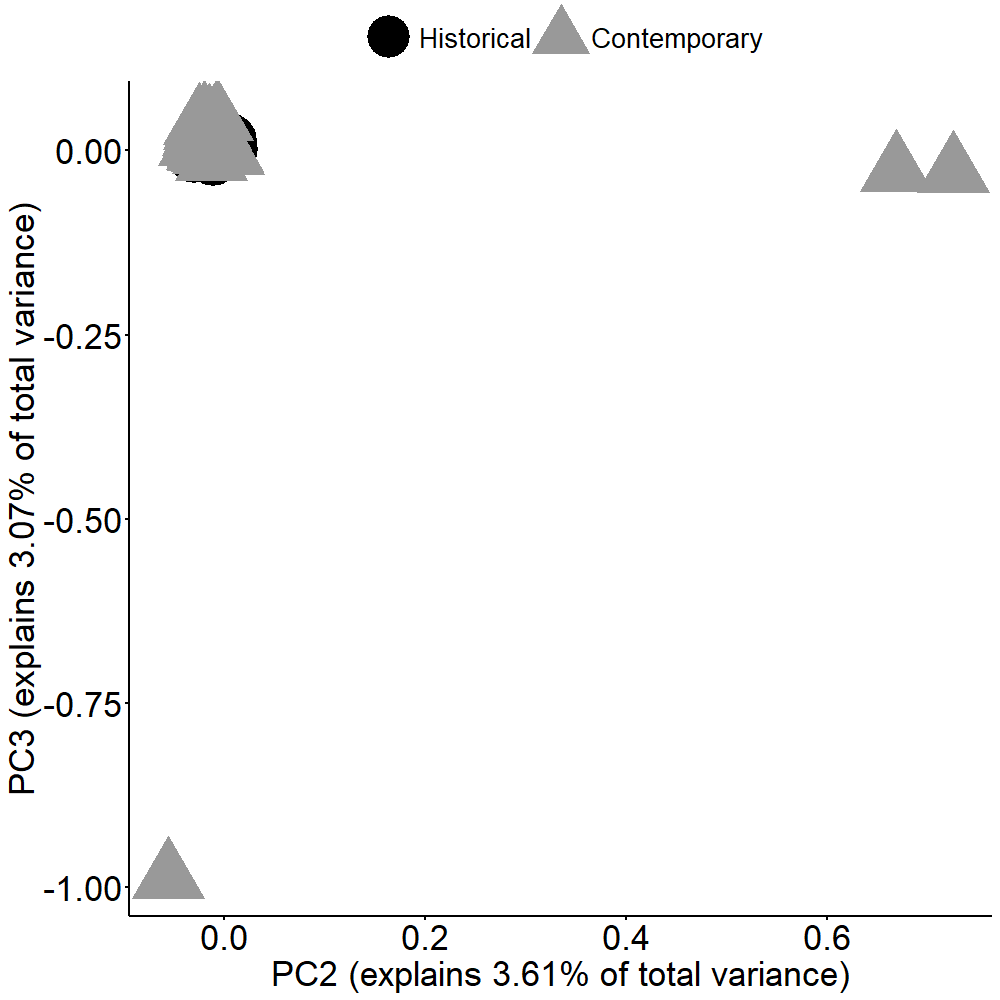 Historical Contemporary
0.00
-0.25
-0.50
-0.75
-1.00
PC3 (explains 3.07% of total variance)
0.0 0.2 0.4 0.6
PC2 (explains 3.61% of total variance)